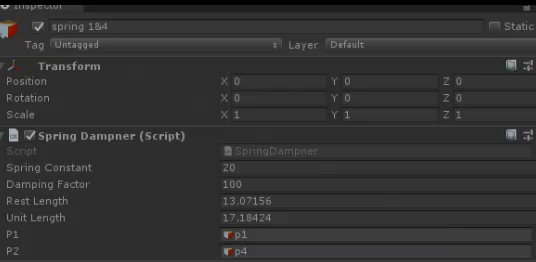 Inspector
spring 1&4 Static
Tag Untagged Layer Default
Transform
Position X 0 Y 0 Z 0
Rotation X 0 Y 0 Z 0
Scale X 1 Y 1 Z 1
Spring Dampner (Script)
Script SpringDampner
Spring Constant 20
Damping Factor 100
Rest Length 13.07156
Unit Length 17.18424
P1 p1
P2 p4